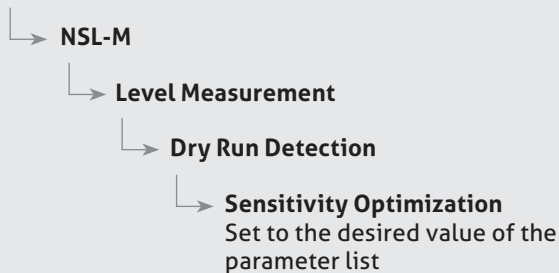 NSL-M
Level Measurement
Dry Run Detection
Sensitivity Optimization
Set to the desired value of the
parameter list